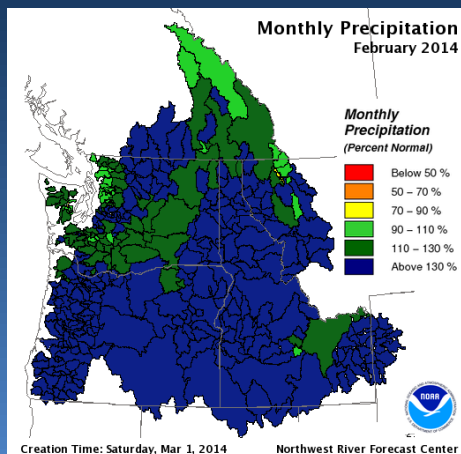 Monthly Precipitation
February 2014
Monthly
Precipitation
(Percent Normal)
Below 50 %
50 – 70 %
70 – 90 %
90 – 110 %
110 – 130 %
Above 130 %
NOAA
Creation Time: Saturday, Mar 1, 2014
Northwest River Forecast Center